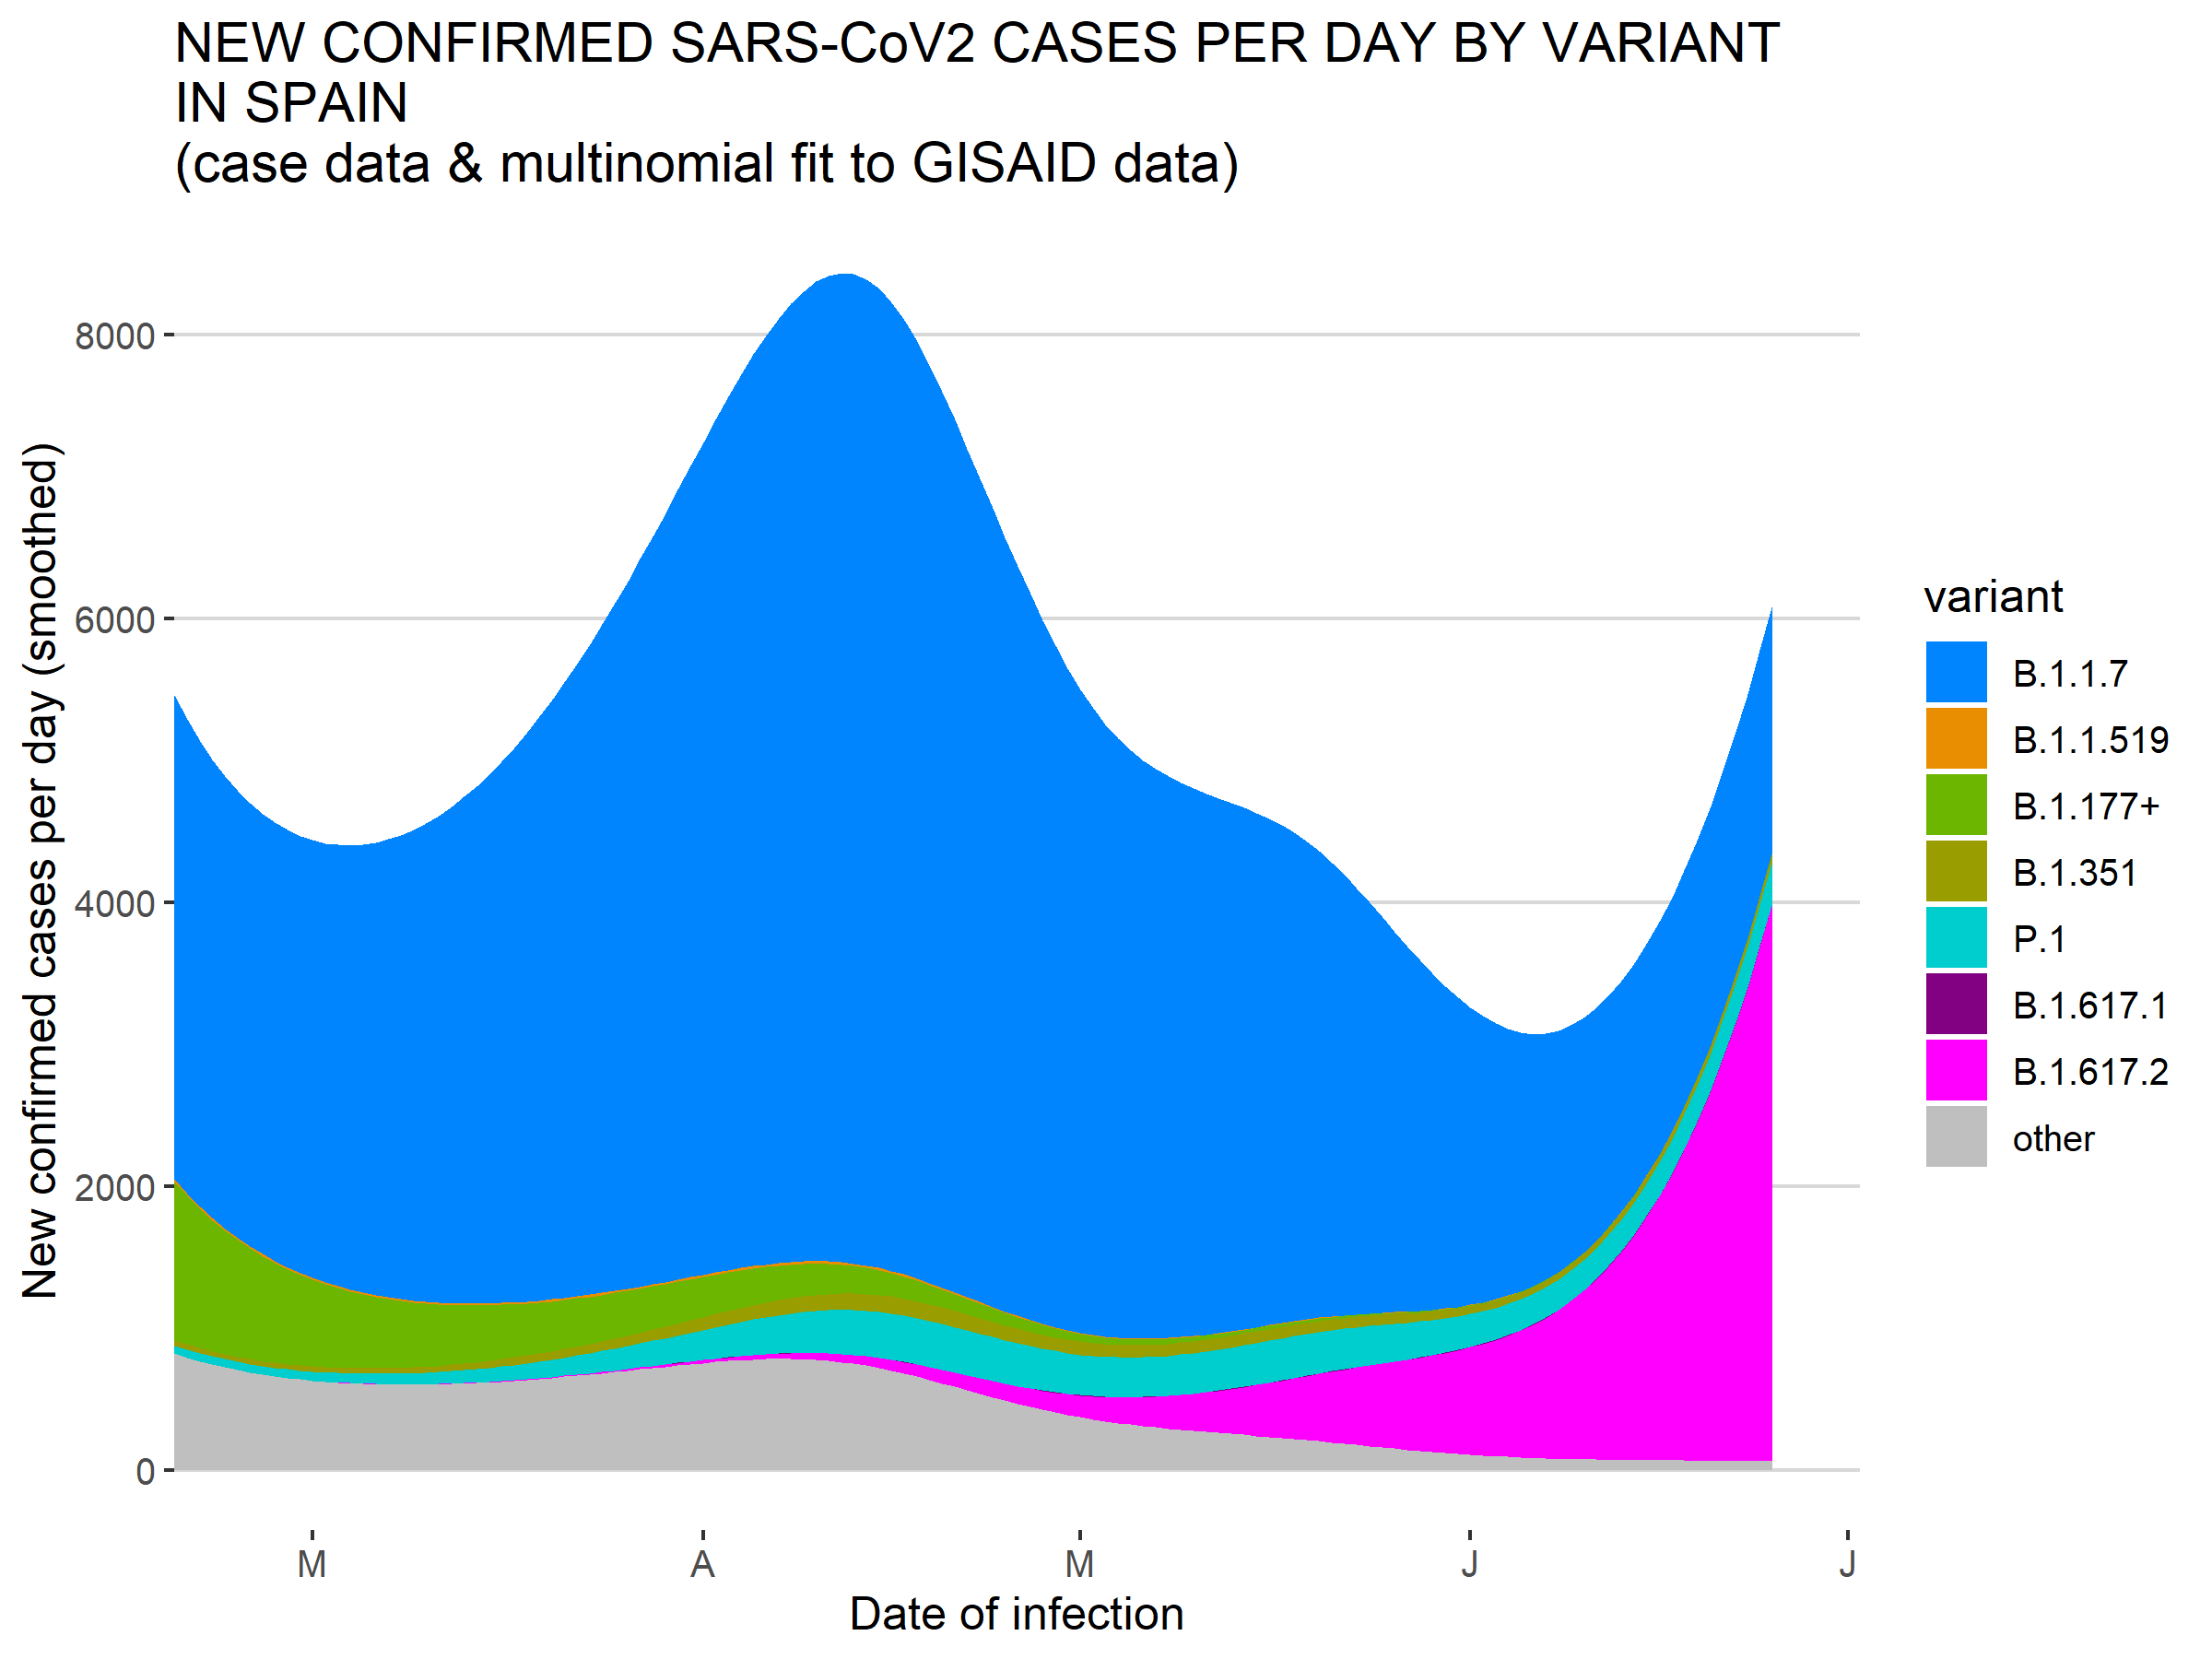 NEW CONFIRMED SARS-CoV2 CASES PER DAY BY VARIANT
IN SPAIN
(case data & multinomial fit to GISAID data)
New confirmed cases per day (smoothed)
8000
6000
4000
2000
0
M
A
M
J
J
Date of infection
variant
B.1.1.7
B.1.1.519
B.1.177+
B.1.351
P.1
B.1.617.1
B.1.617.2
other